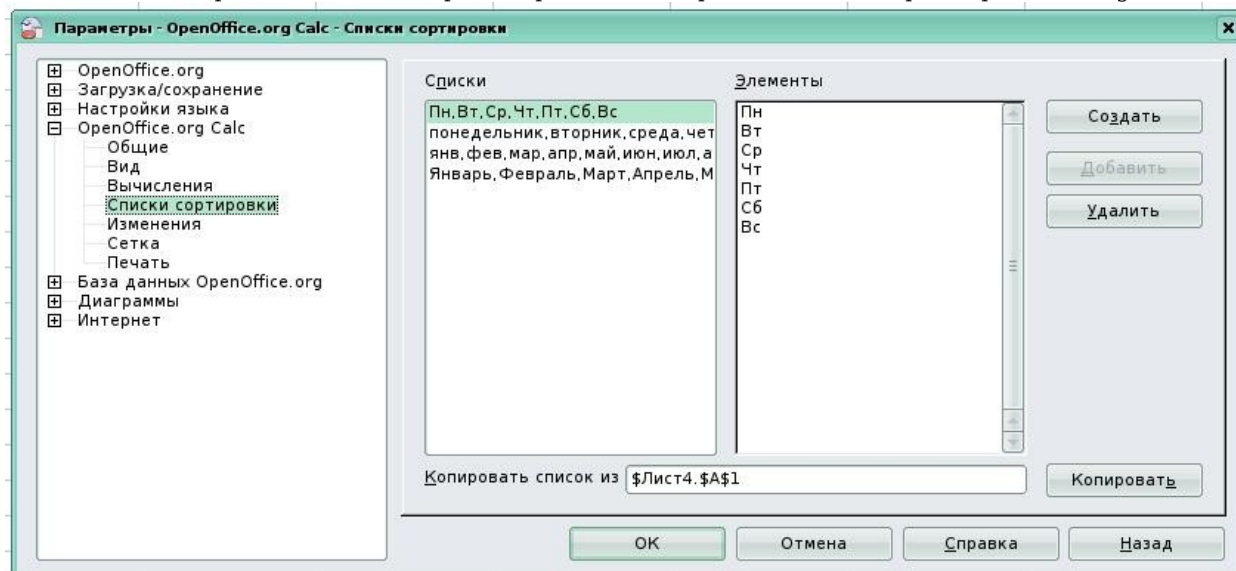 Параметры - OpenOffice.org Calc - Списки сортировки
OpenOffice.org
Загрузка/сохранение
Настройки языка
OpenOffice.org Calc
Общие
Вид
Вычисления
Списки сортировки
Изменения
Сетка
Печать
База данных OpenOffice.org
Диаграммы
Интернет
Списки
Пн,Вт,Ср,Чт,Пт,Сб,Вс
понедельник,вторник,среда,чет
янв,фев,мар,апр,май,июн,июл,а
Январь,Февраль,Март,Апрель,М
Элементы
Пн
Вт
Ср
Чт
Пт
Сб
Вс
Создать
Добавить
Удалить
Копировать список из $Лист4.$A$1
Копировать
ОК
Отмена
Справка
Назад